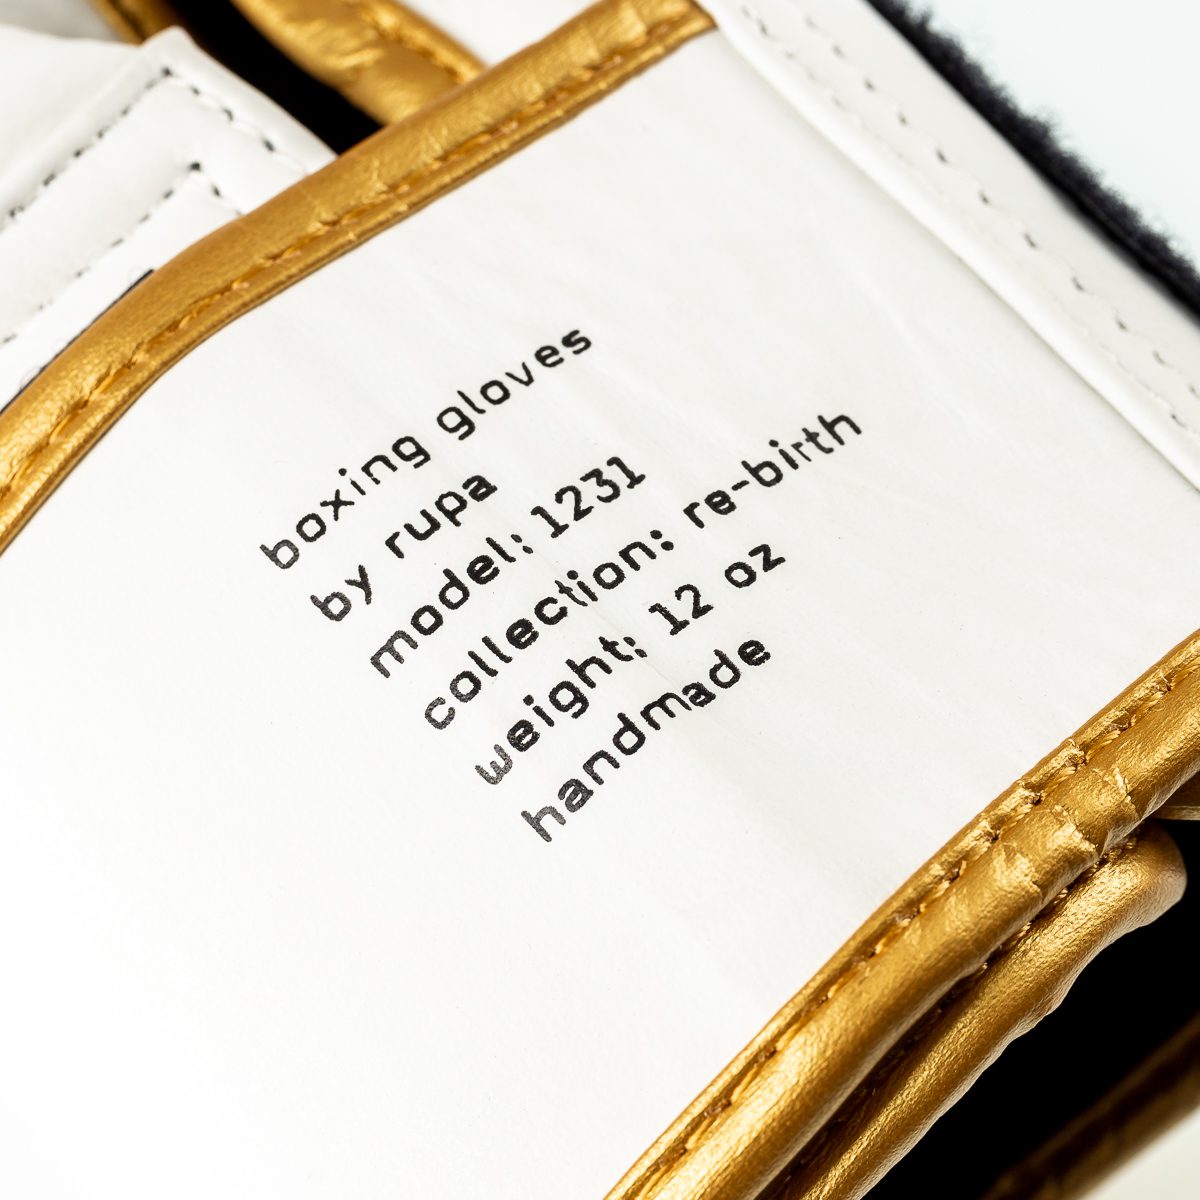 boxing gloves
by rupa
model: 1231
collection: re-birth
weight: 12 oz
handmade